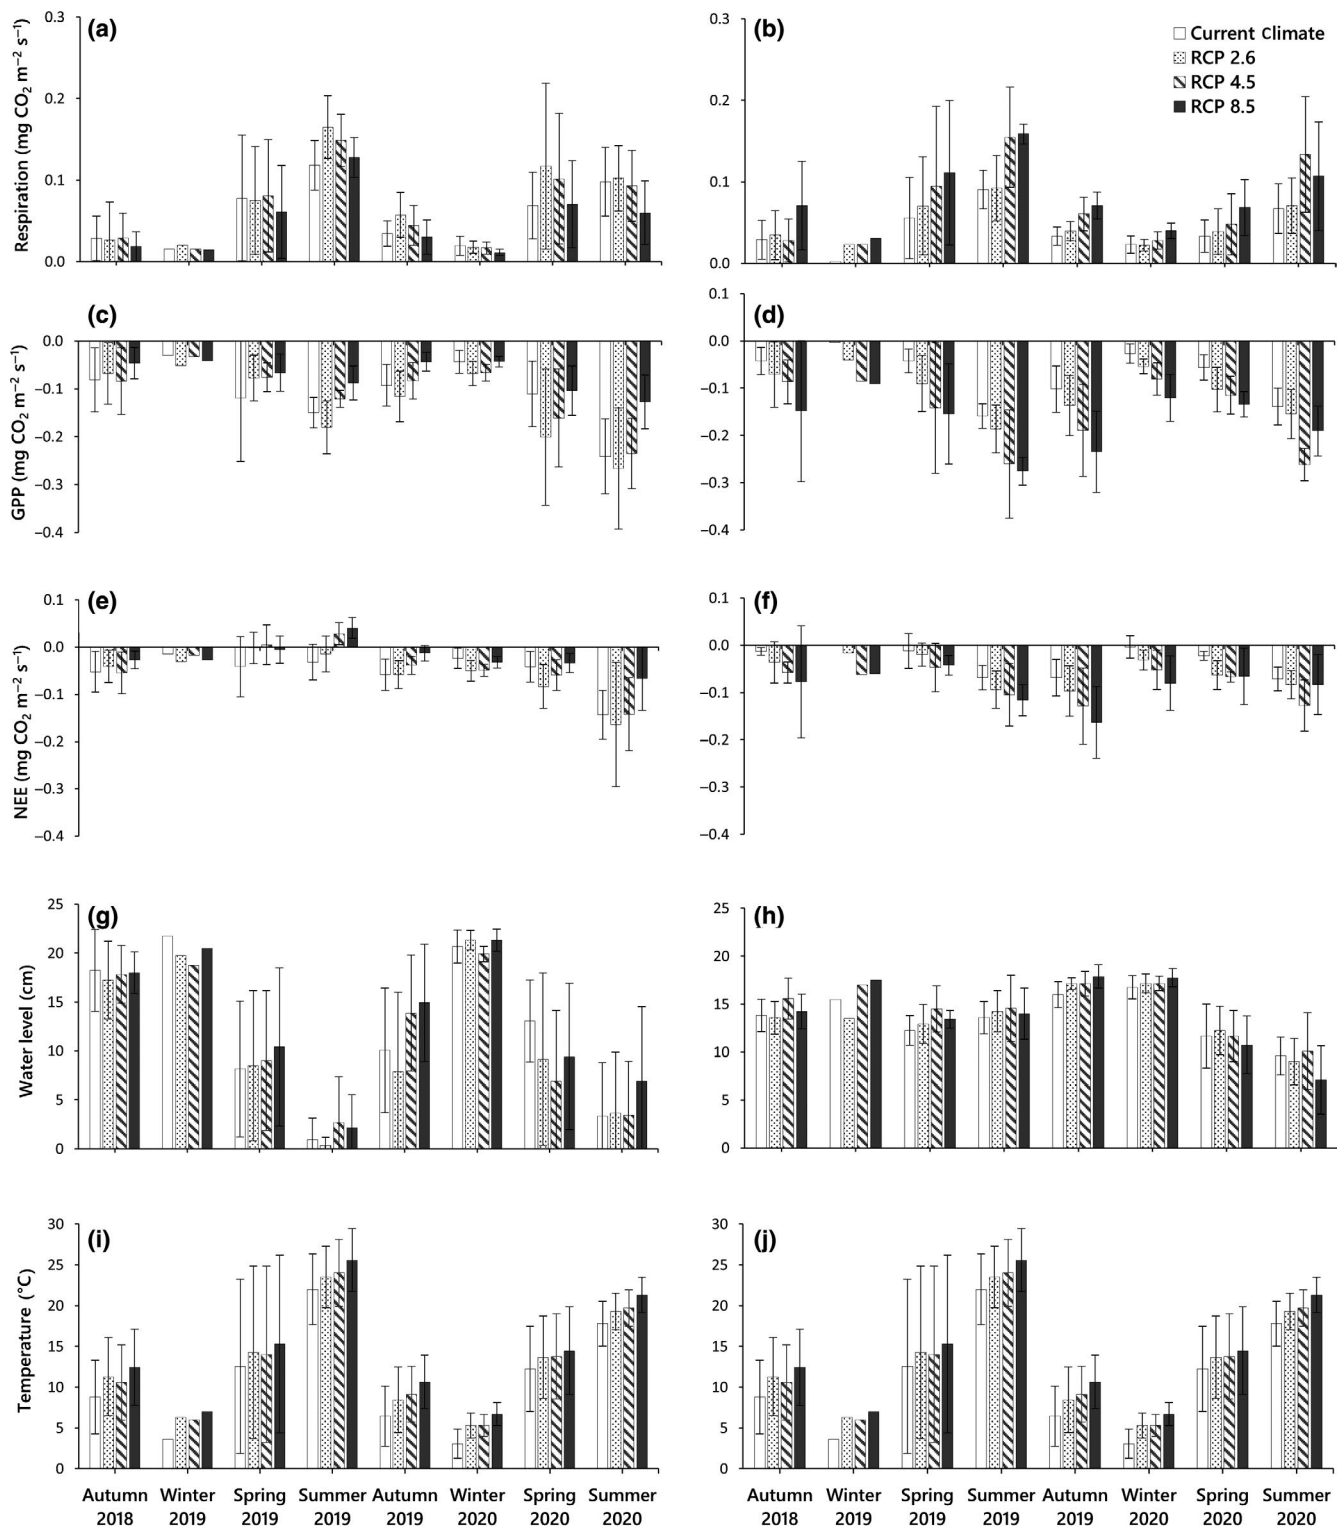 (a)
Respiration (mg CO₂ m⁻² s⁻¹)
0.3
0.2
0.1
0.0
(b)
0.3
0.2
0.1
0.0
Current Climate
RCP 2.6
RCP 4.5
RCP 8.5
(c)
GPP (mg CO₂ m⁻² s⁻¹)
0.1
0.0
–0.1
–0.2
–0.3
–0.4
(d)
0.1
0.0
–0.1
–0.2
–0.3
–0.4
(e)
NEE (mg CO₂ m⁻² s⁻¹)
0.1
0.0
–0.1
–0.2
–0.3
–0.4
(f)
0.1
0.0
–0.1
–0.2
–0.3
–0.4
(g)
Water level (cm)
25
20
15
10
5
0
(h)
25
20
15
10
5
0
(i)
Temperature (°C)
30
25
20
15
10
5
0
(j)
30
25
20
15
10
5
0
Autumn Winter Spring Summer Autumn Winter Spring Summer
2018 2019 2019 2019 2019 2020 2020 2020
Autumn Winter Spring Summer Autumn Winter Spring Summer
2018 2019 2019 2019 2019 2020 2020 2020